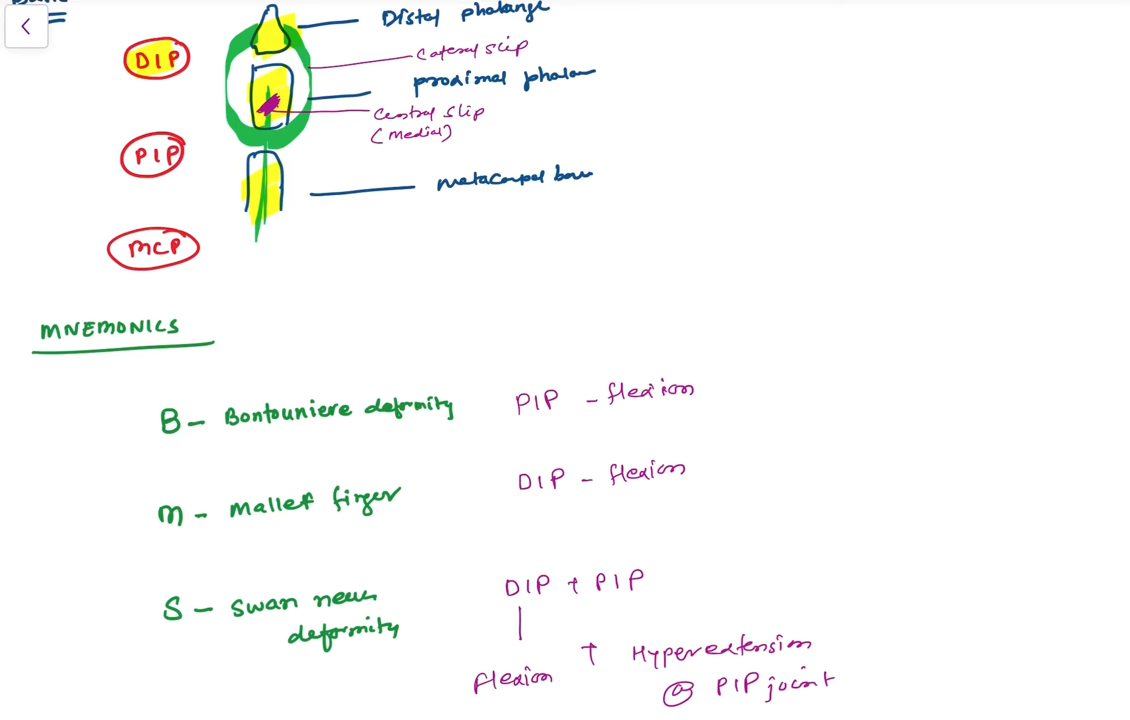 Distal phalange
DIP
Lateral slip
proximal phalan
Central slip
(medial)
PIP
metacarpal bone
MCP
MNEMONICS
B - Bontouniere deformity PIP - flexion
M - Mallet finger DIP - flexion
S - Swan neck DIP + PIP
deformity
↑ Hyperextension
flexion @ PIP joint